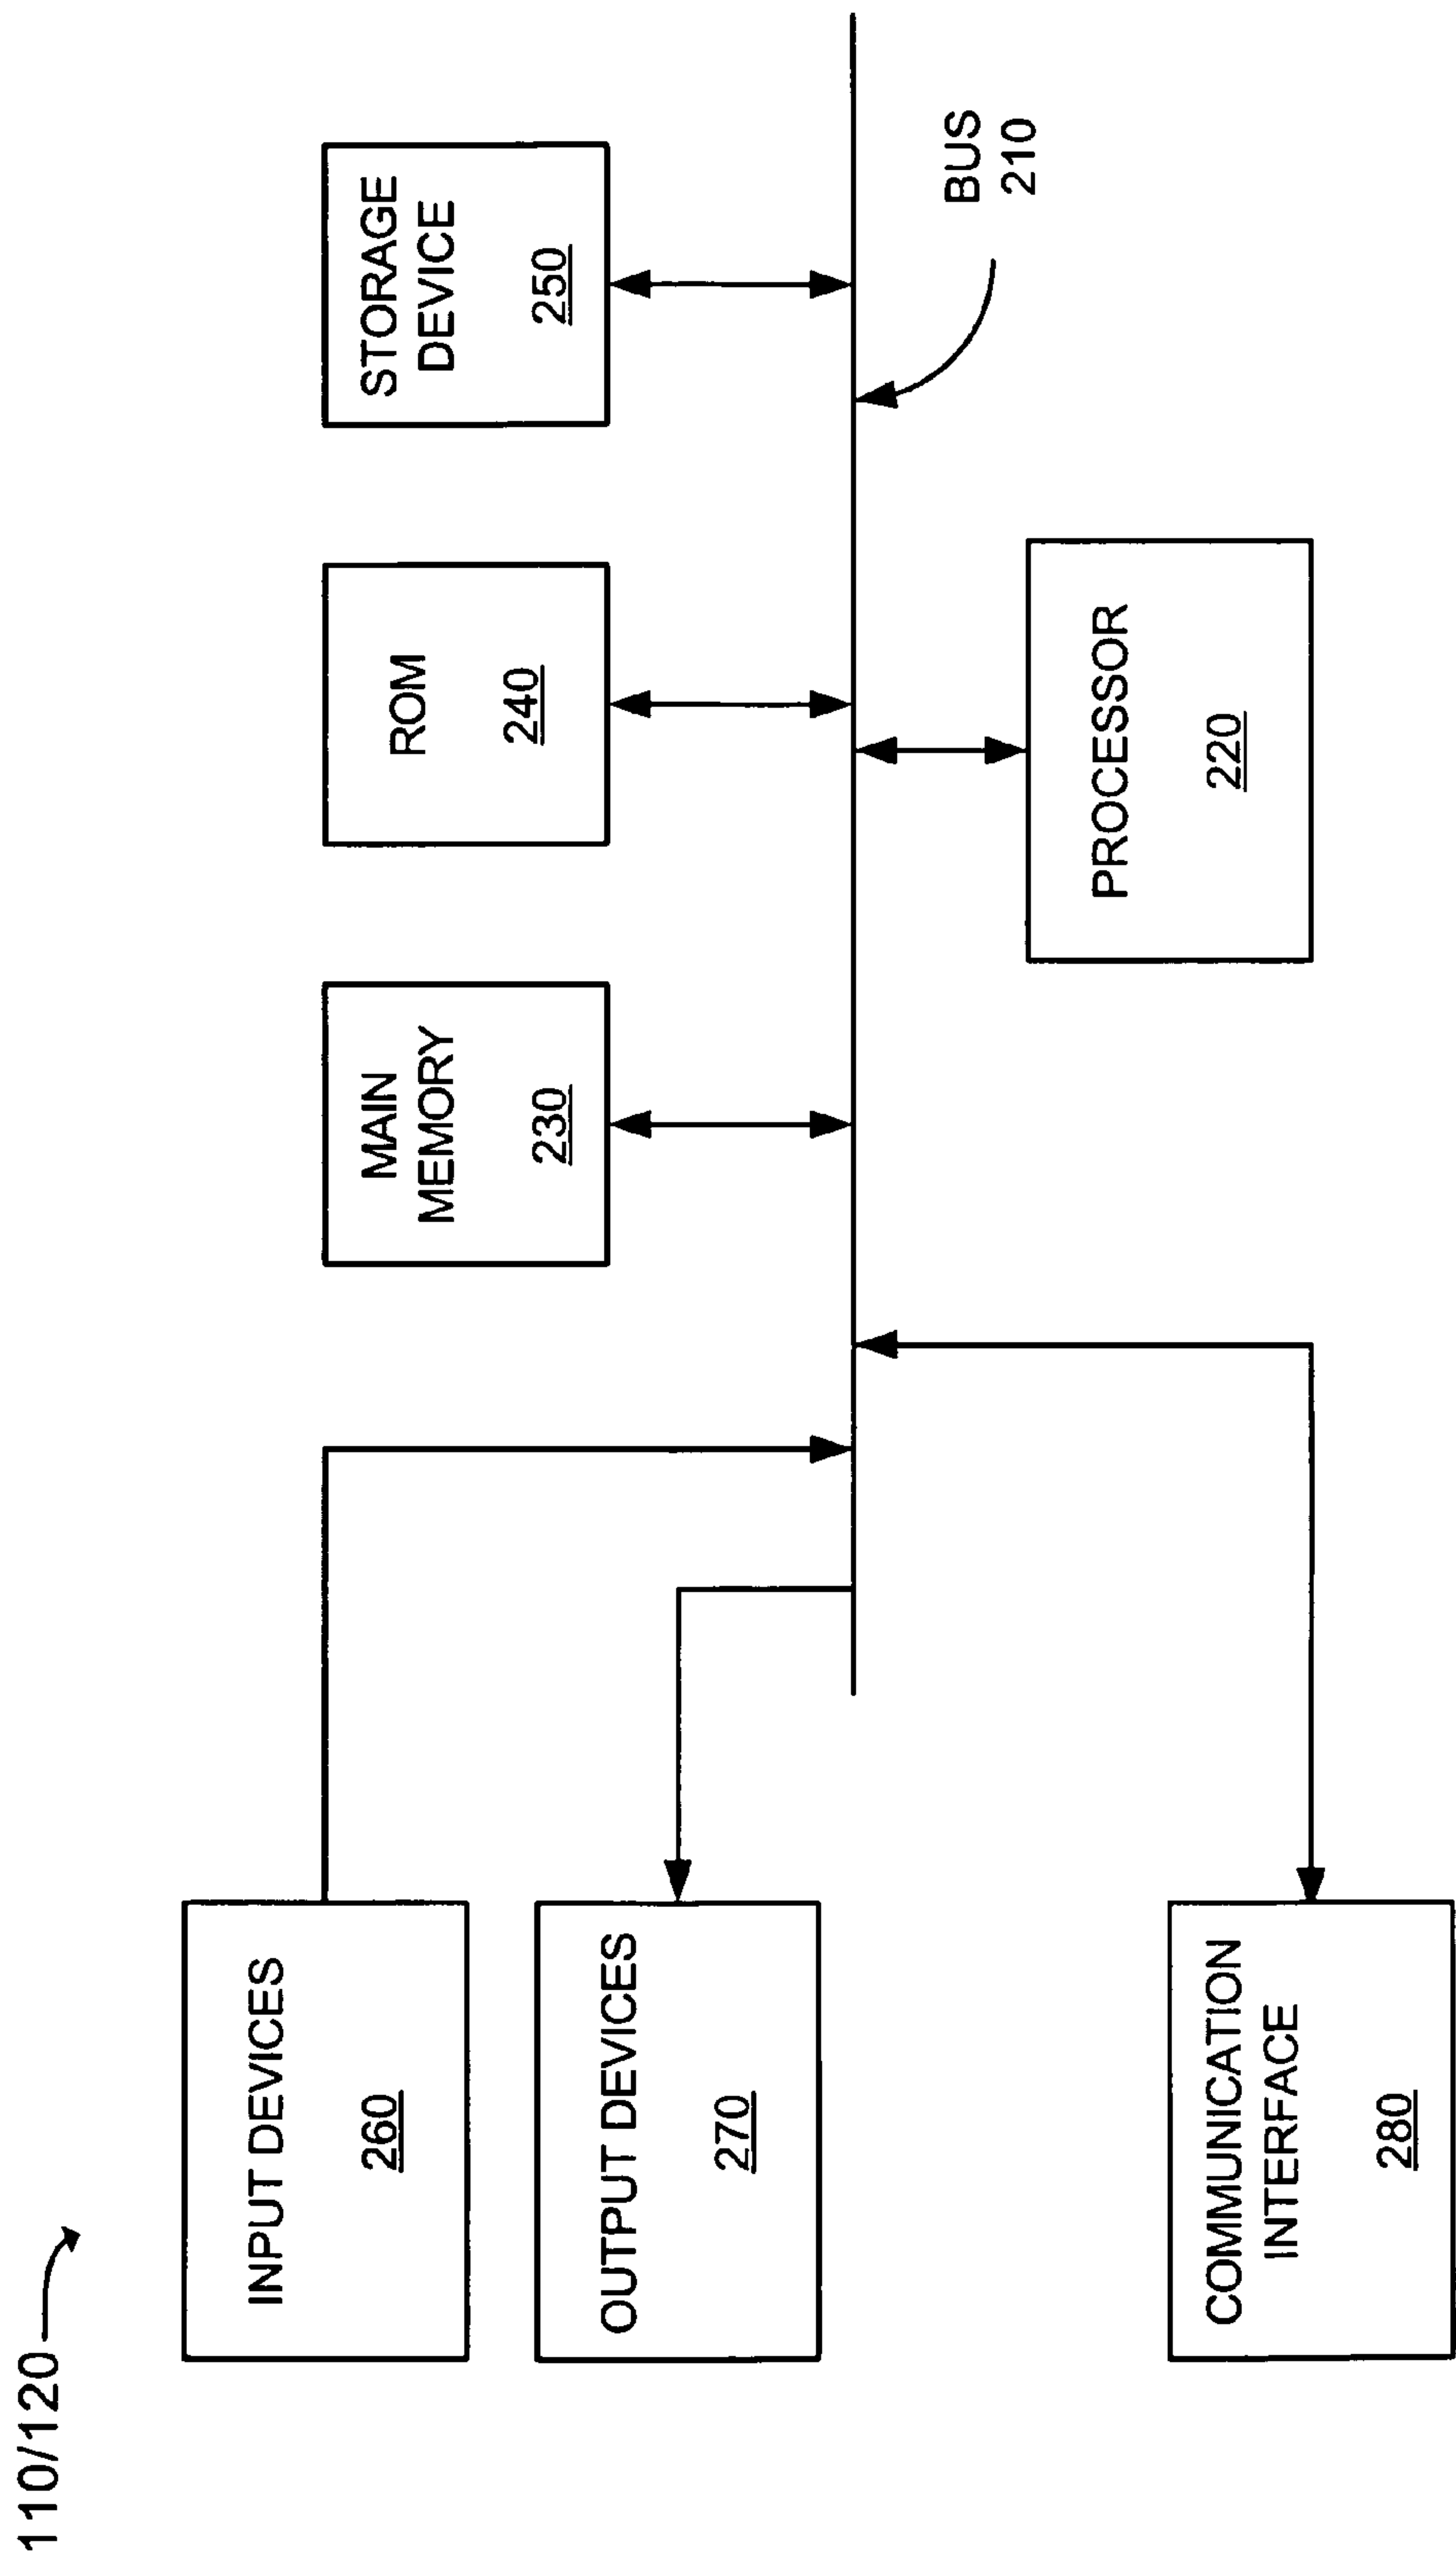 110/120
INPUT DEVICES
260
OUTPUT DEVICES
270
COMMUNICATION
INTERFACE
280
MAIN
MEMORY
230
ROM
240
STORAGE
DEVICE
250
PROCESSOR
220
BUS
210